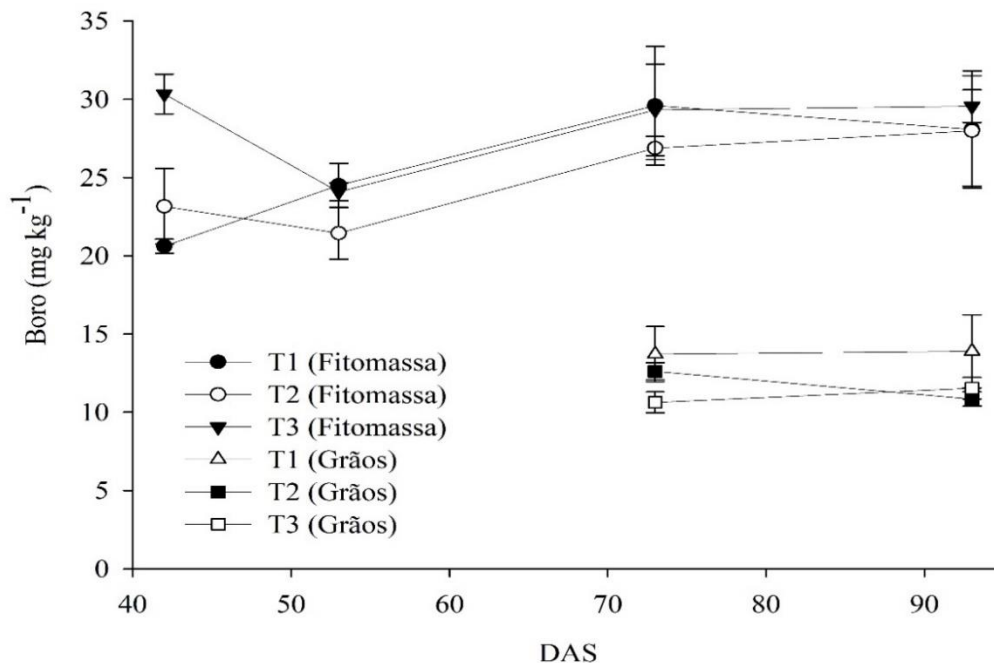 35
30
25
20
15
10
5
0
Boro (mg kg-1)
T1 (Fitomassa)
T2 (Fitomassa)
T3 (Fitomassa)
T1 (Grãos)
T2 (Grãos)
T3 (Grãos)
40 50 60 70 80 90
DAS